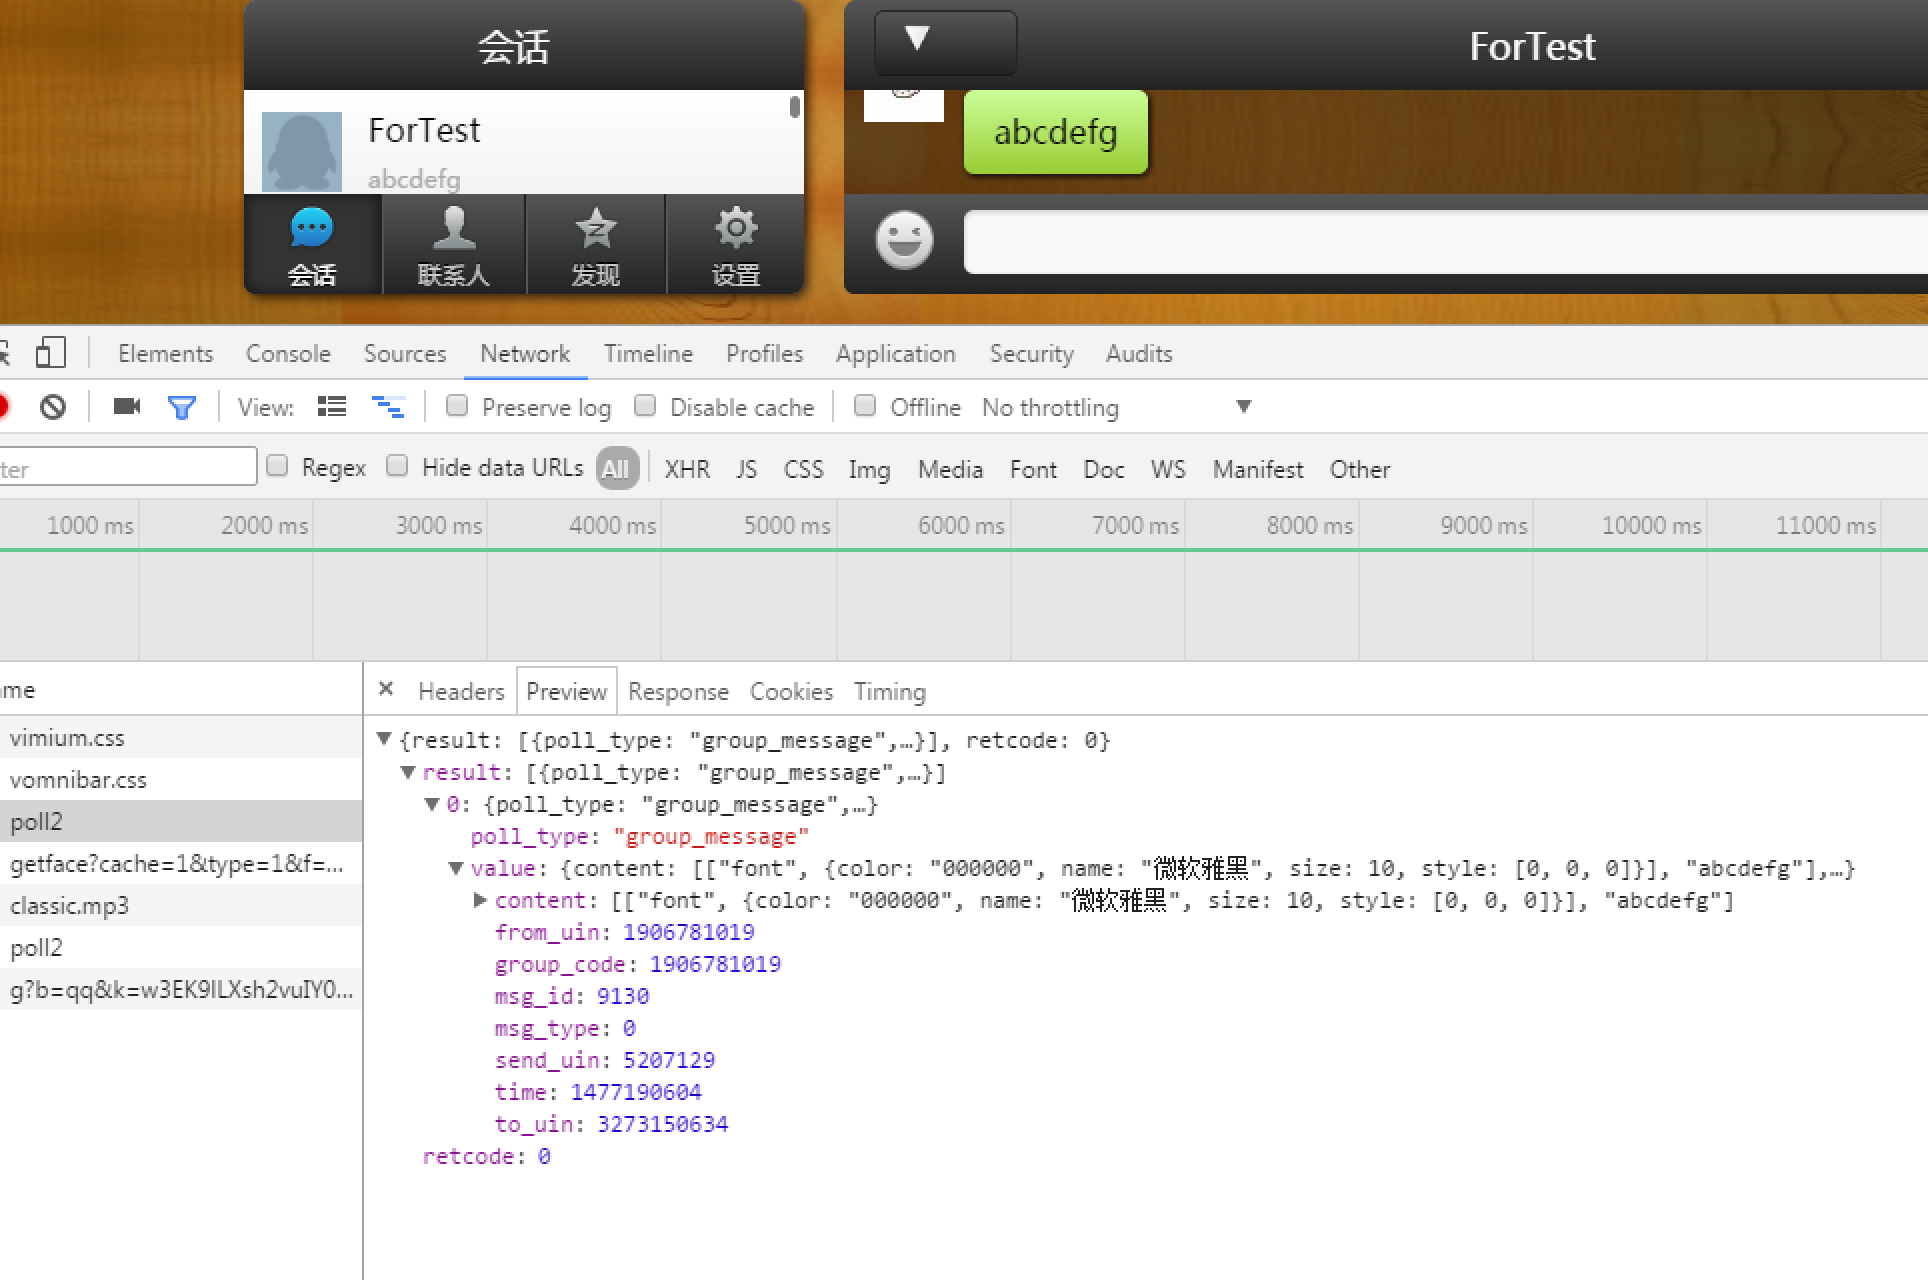 会话
ForTest
ForTest
abcdefg
abcdefg
会话 联系人 发现 设置
Elements Console Sources Network Timeline Profiles Application Security Audits
View: Preserve log Disable cache Offline No throttling
ter Regex Hide data URLs All XHR JS CSS Img Media Font Doc WS Manifest Other
1000 ms 2000 ms 3000 ms 4000 ms 5000 ms 6000 ms 7000 ms 8000 ms 9000 ms 10000 ms 11000 ms
me
vimium.css
vomnibar.css
poll2
getface?cache=1&type=1&f=...
classic.mp3
poll2
g?b=qq&k=w3EK9lLXsh2vuIY0...
× Headers Preview Response Cookies Timing
{result: [{poll_type: "group_message",…}], retcode: 0}
result: [{poll_type: "group_message",…}]
0: {poll_type: "group_message",…}
poll_type: "group_message"
value: {content: [["font", {color: "000000", name: "微软雅黑", size: 10, style: [0, 0, 0]}], "abcdefg"],…}
content: [["font", {color: "000000", name: "微软雅黑", size: 10, style: [0, 0, 0]}], "abcdefg"]
from_uin: 1906781019
group_code: 1906781019
msg_id: 9130
msg_type: 0
send_uin: 5207129
time: 1477190604
to_uin: 3273150634
retcode: 0